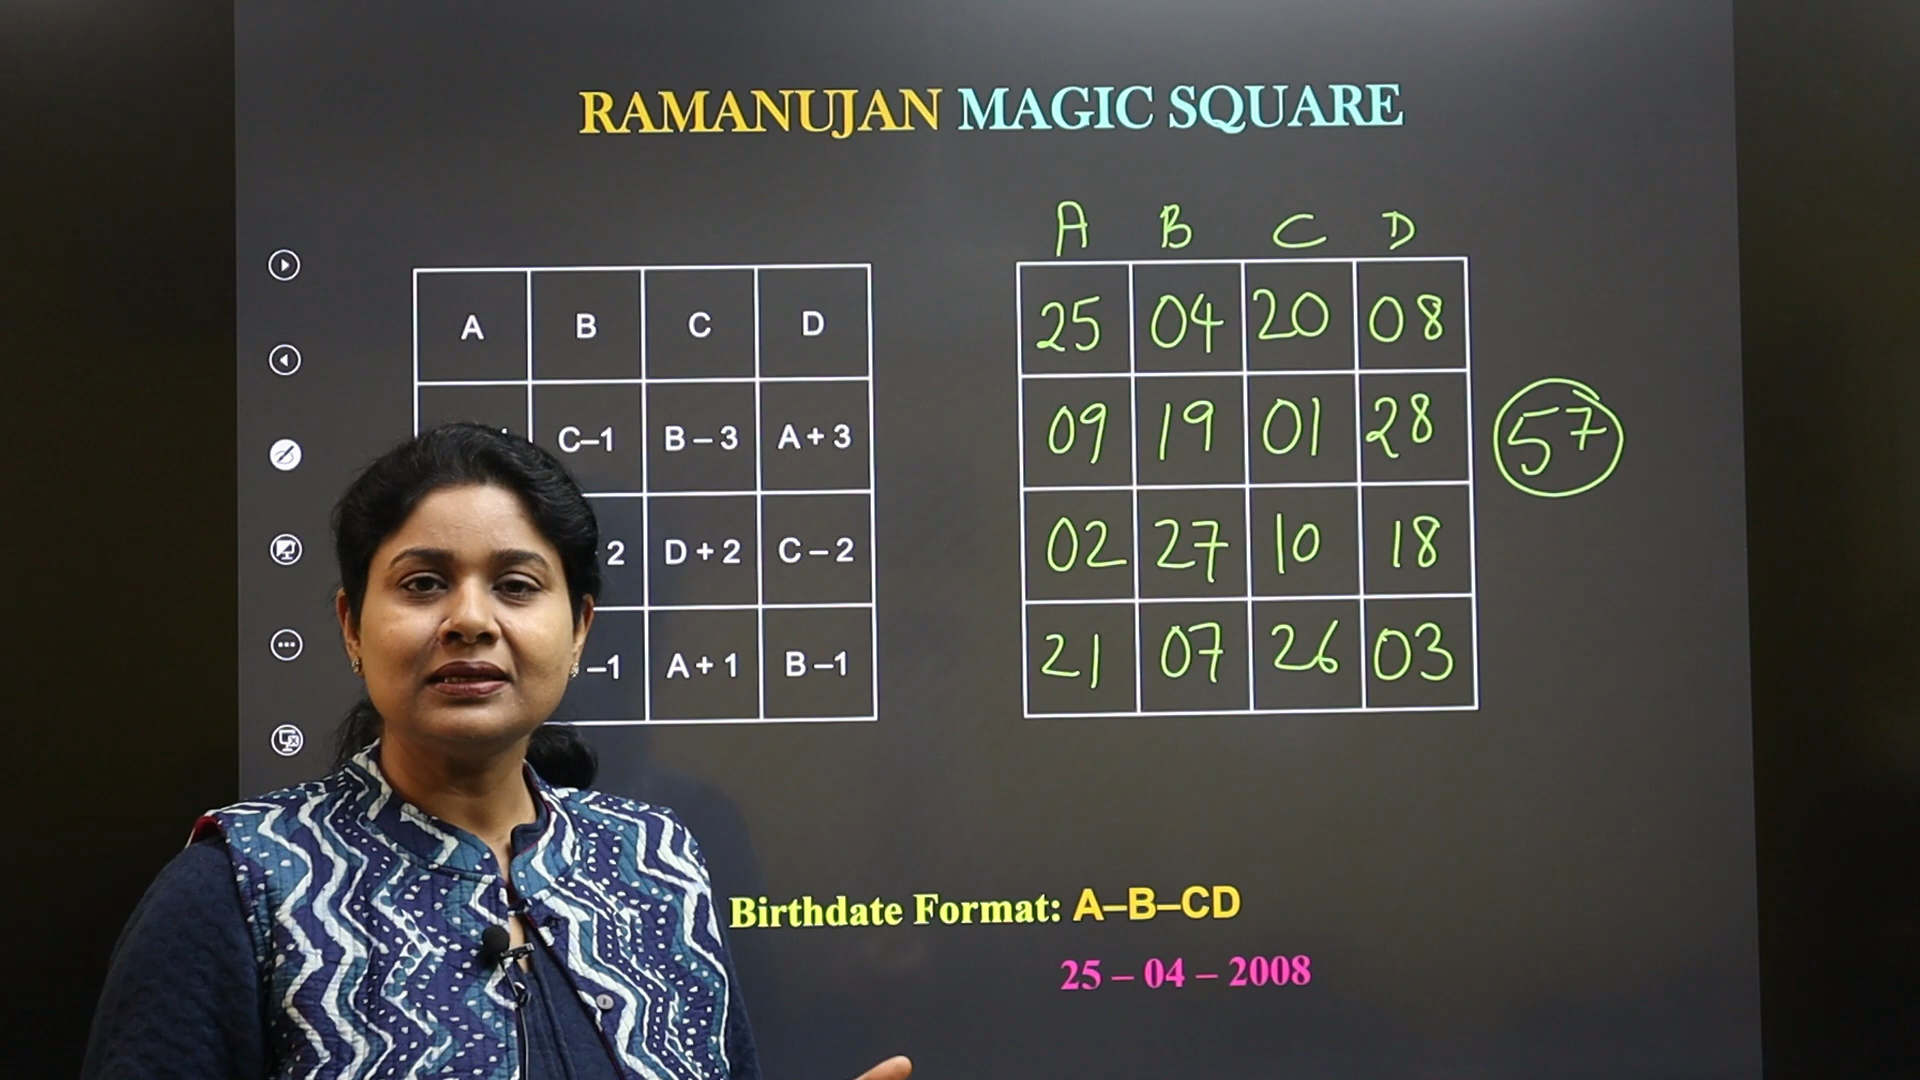 RAMANUJAN MAGIC SQUARE
A B C D
A B C D
25 04 20 08
C–1 B – 3 A + 3
09 19 01 28
57
2 D + 2 C – 2
02 27 10 18
–1 A + 1 B –1
21 07 26 03
Birthdate Format: A–B–CD
25 – 04 – 2008